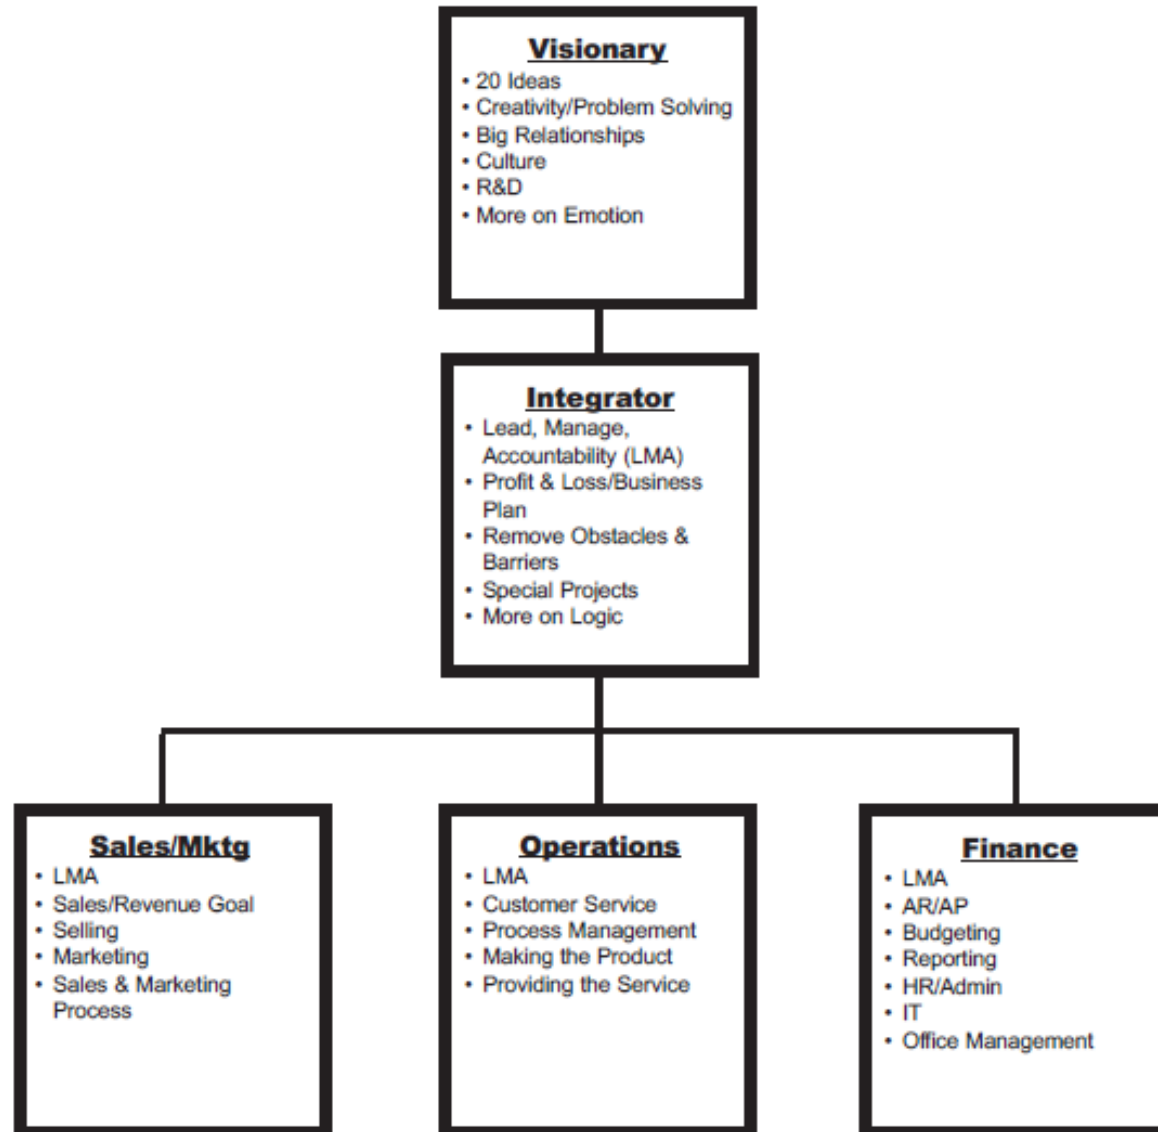 Visionary
• 20 Ideas
• Creativity/Problem Solving
• Big Relationships
• Culture
• R&D
• More on Emotion
Integrator
• Lead, Manage,
Accountability (LMA)
• Profit & Loss/Business
Plan
• Remove Obstacles &
Barriers
• Special Projects
• More on Logic
Sales/Mktg
• LMA
• Sales/Revenue Goal
• Selling
• Marketing
• Sales & Marketing
Process
Operations
• LMA
• Customer Service
• Process Management
• Making the Product
• Providing the Service
Finance
• LMA
• AR/AP
• Budgeting
• Reporting
• HR/Admin
• IT
• Office Management